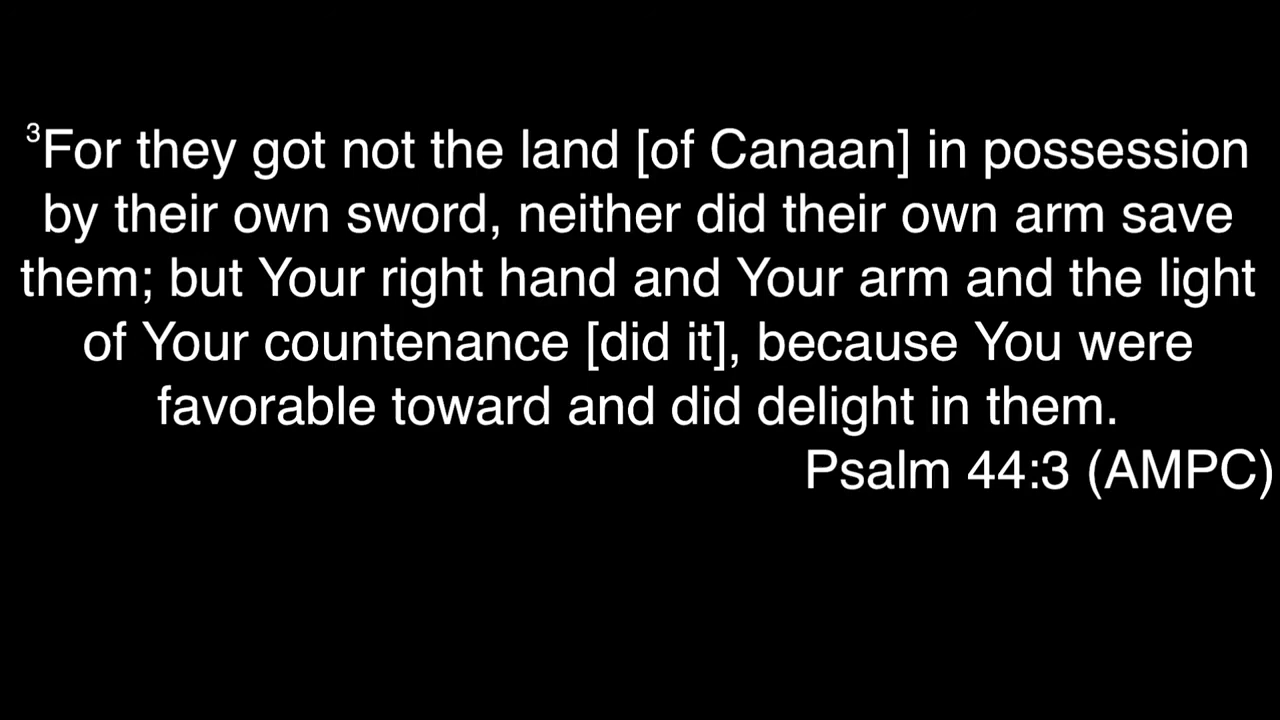 ³For they got not the land [of Canaan] in possession
by their own sword, neither did their own arm save
them; but Your right hand and Your arm and the light
of Your countenance [did it], because You were
favorable toward and did delight in them.
Psalm 44:3 (AMPC)